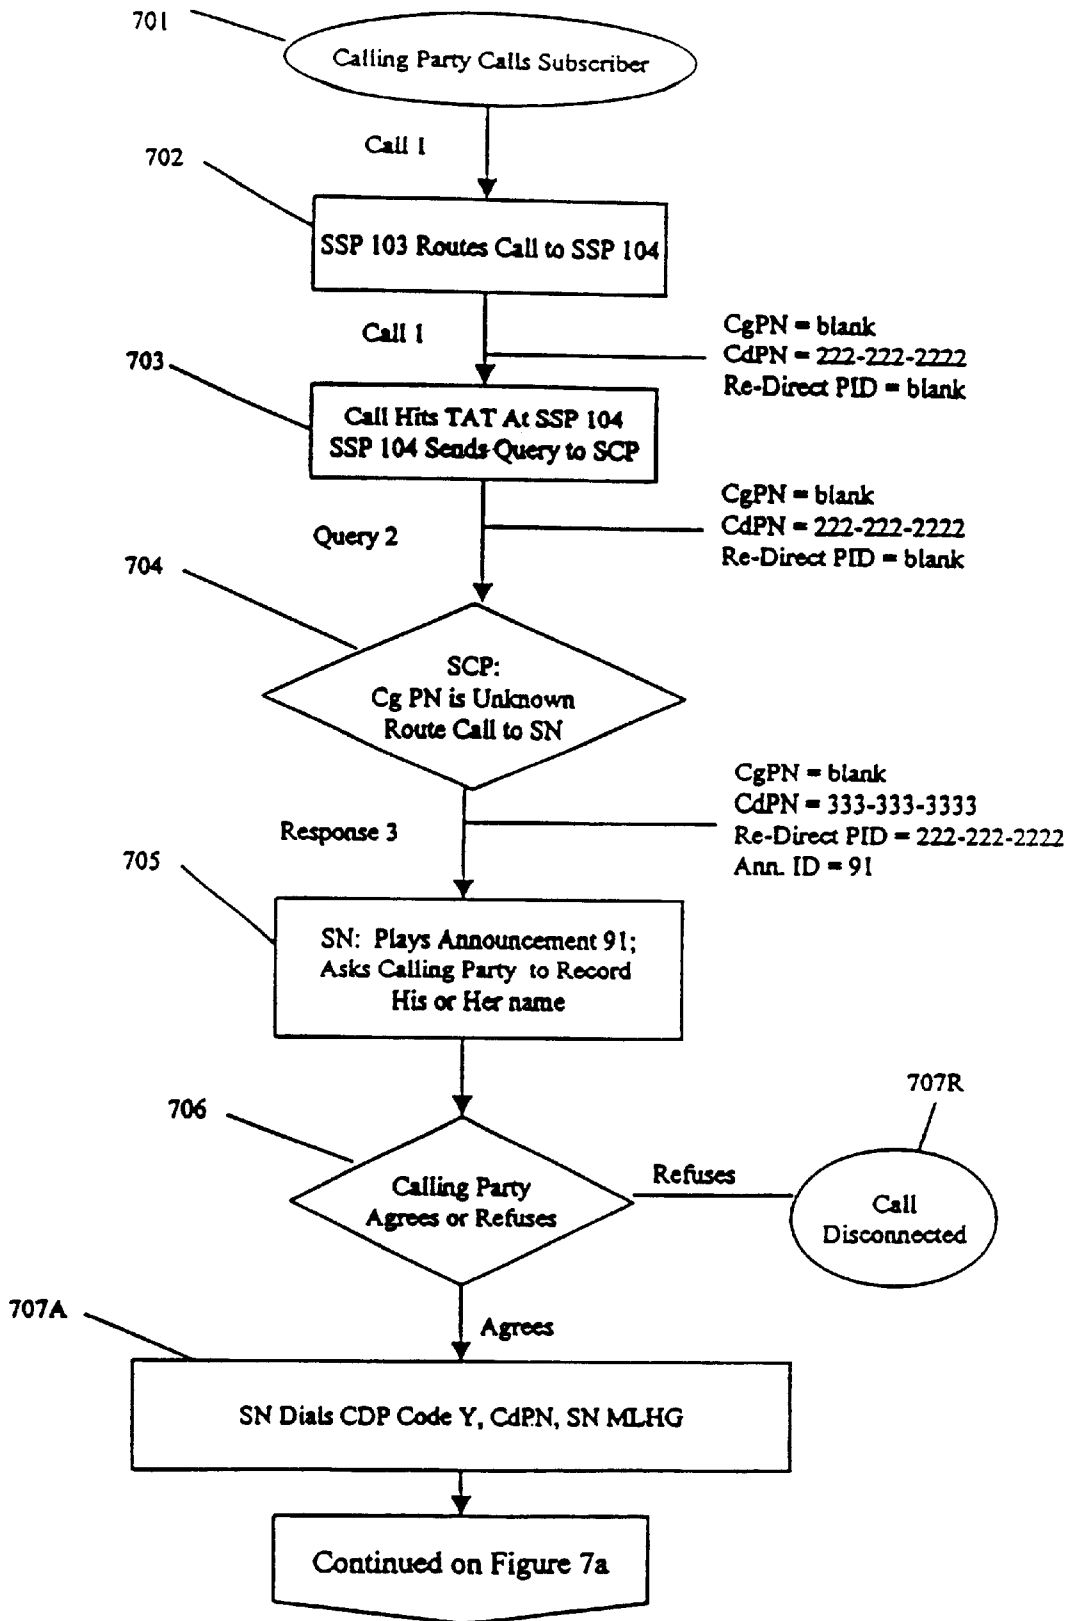 701
Calling Party Calls Subscriber
Call 1
702
SSP 103 Routes Call to SSP 104
Call 1
CgPN = blank
CdPN = 222-222-2222
Re-Direct PID = blank
703
Call Hits TAT At SSP 104
SSP 104 Sends Query to SCP
CgPN = blank
CdPN = 222-222-2222
Re-Direct PID = blank
Query 2
704
SCP:
Cg PN is Unknown
Route Call to SN
CgPN = blank
CdPN = 333-333-3333
Re-Direct PID = 222-222-2222
Ann. ID = 91
Response 3
705
SN: Plays Announcement 91;
Asks Calling Party to Record
His or Her name
707R
706
Calling Party
Agrees or Refuses
Refuses
Call
Disconnected
707A
Agrees
SN Dials CDP Code Y, CdPN, SN MLHG
Continued on Figure 7a